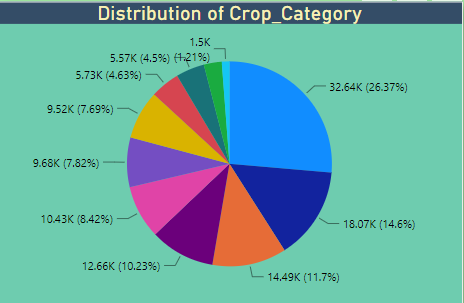 Distribution of Crop_Category
1.5K
(1.21%)
5.57K (4.5%)
5.73K (4.63%)
9.52K (7.69%)
9.68K (7.82%)
10.43K (8.42%)
12.66K (10.23%)
32.64K (26.37%)
18.07K (14.6%)
14.49K (11.7%)